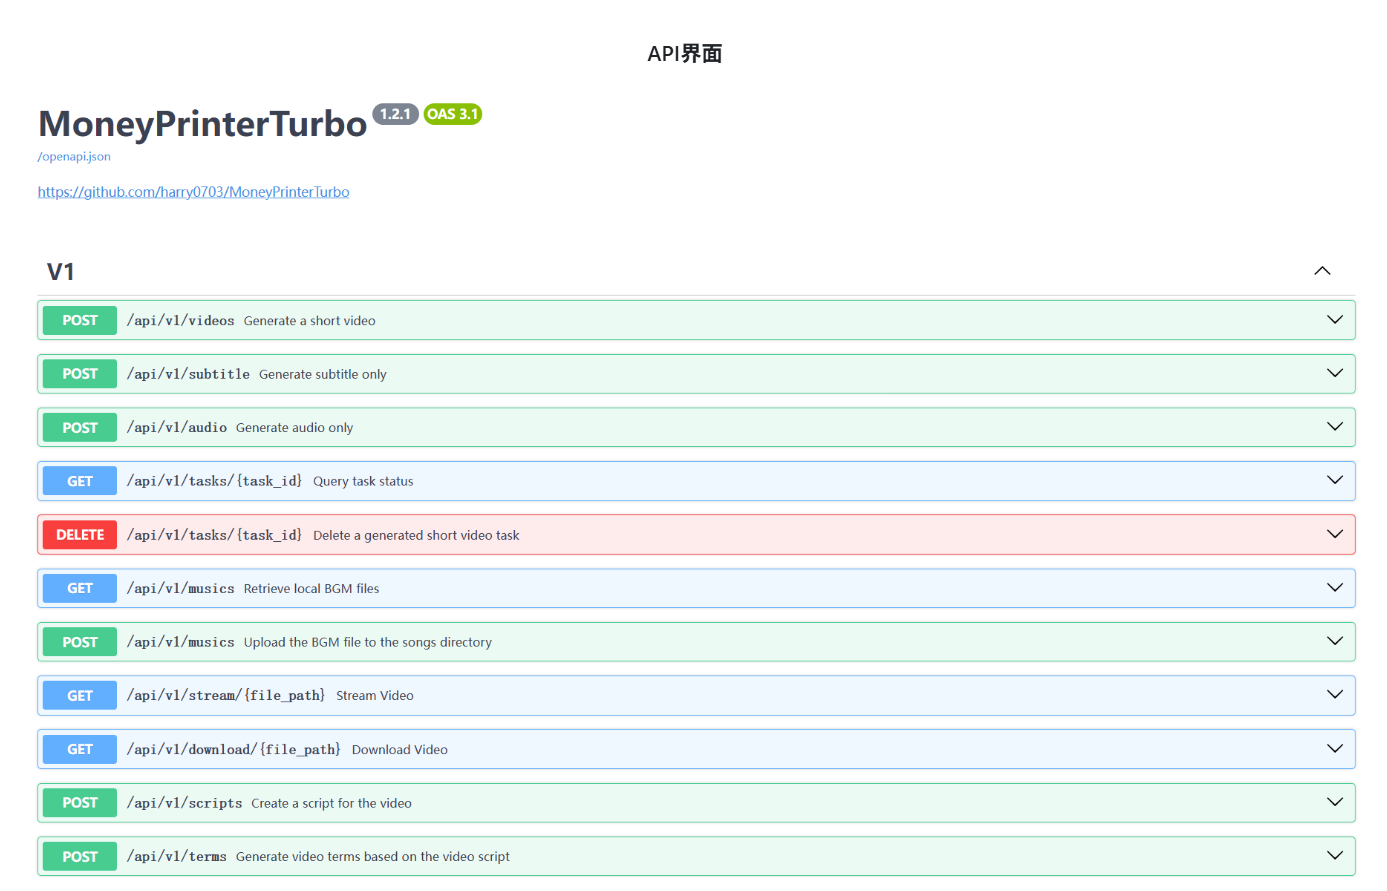 API界面
MoneyPrinterTurbo 1.2.1 OAS 3.1
/openapi.json
https://github.com/harry0703/MoneyPrinterTurbo
V1
POST /api/v1/videos Generate a short video
POST /api/v1/subtitle Generate subtitle only
POST /api/v1/audio Generate audio only
GET /api/v1/tasks/{task_id} Query task status
DELETE /api/v1/tasks/{task_id} Delete a generated short video task
GET /api/v1/musics Retrieve local BGM files
POST /api/v1/musics Upload the BGM file to the songs directory
GET /api/v1/stream/{file_path} Stream Video
GET /api/v1/download/{file_path} Download Video
POST /api/v1/scripts Create a script for the video
POST /api/v1/terms Generate video terms based on the video script